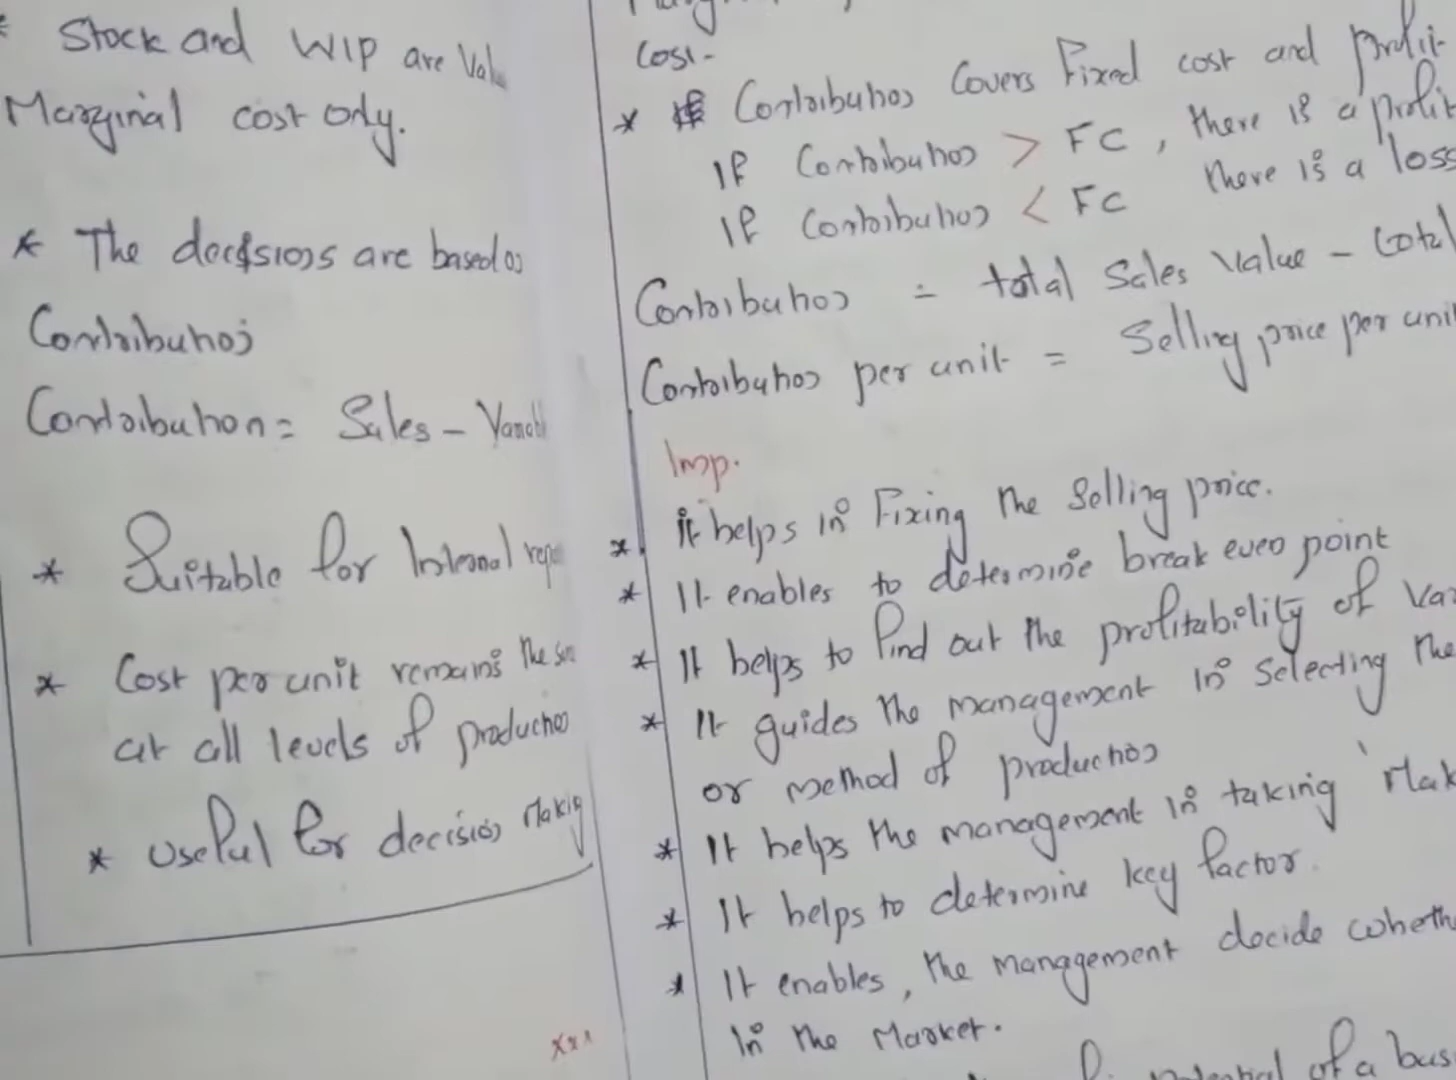 * Stock and WIP are
Marginal cost only.
* The decisions are based on
Contribution
Contribution = Sales -
* Suitable for Internal
* Cost per unit remains the
at all levels of production
* Useful for decision Making
xxx
Cost-
* Contribution Covers Fixed cost and profit
If Contribution > FC, there is a profit
If Contribution < FC there is a loss
Contribution = total Sales Value - total
Contribution per unit = Selling price per unit
Imp.
* it helps in Fixing the Selling price.
* It enables to determine break even point
* It helps to find out the profitability of
* It guides the management in Selecting the
or method of production
* It helps the management in taking
* It helps to determine key factor.
* It enables, the management decide
In the Market.
of a